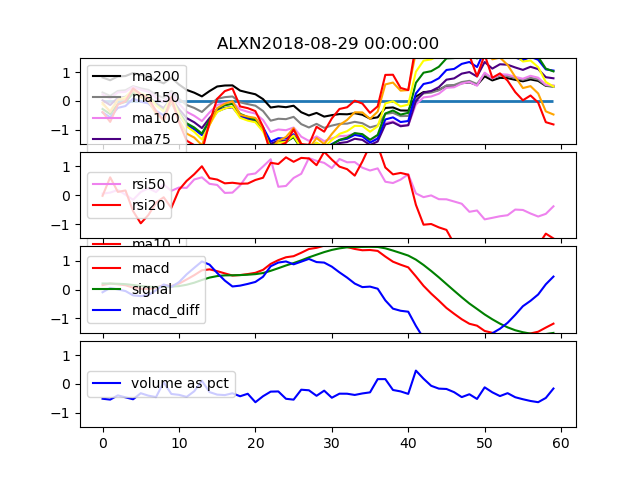 ALXN2018-08-29 00:00:00
1
0
−1
ma200
ma150
ma100
ma75
1
0
−1
rsi50
rsi20
ma10
1
0
−1
macd
signal
macd_diff
1
0
−1
volume as pct
0 10 20 30 40 50 60